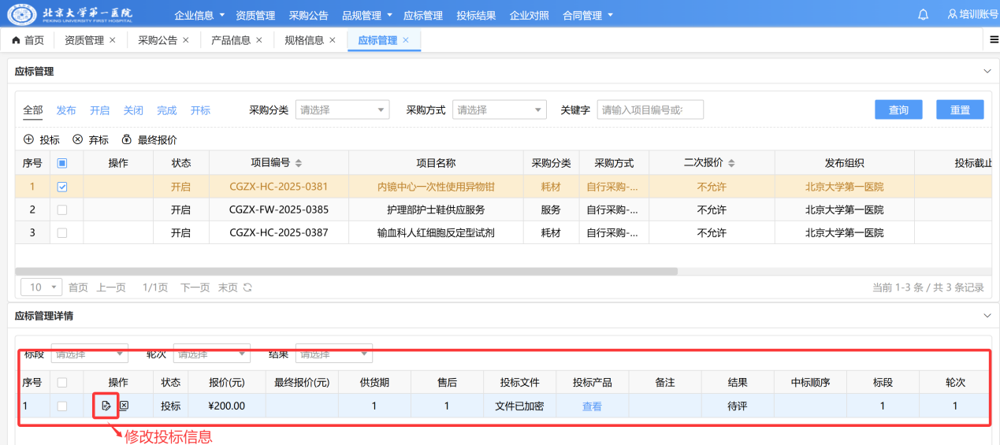 北京大学第一医院 企业信息 资质管理 采购公告 品规管理 应标管理 投标结果 企业对照 合同管理 培训账号
PEKING UNIVERSITY FIRST HOSPITAL
首页 资质管理 × 采购公告 × 产品信息 × 规格信息 × 应标管理 ×
应标管理
全部 发布 开启 关闭 完成 开标 采购分类 请选择 采购方式 请选择 关键字 请输入项目编号或 查询 重置
投标 弃标 最终报价
序号 操作 状态 项目编号 项目名称 采购分类 采购方式 二次报价 发布组织 投标截止
1 开启 CGZX-HC-2025-0381 内镜中心一次性使用异物钳 耗材 自行采购-... 不允许 北京大学第一医院
2 开启 CGZX-FW-2025-0385 护理部护士鞋供应服务 服务 自行采购-... 不允许 北京大学第一医院
3 开启 CGZX-HC-2025-0387 输血科人红细胞反定型试剂 耗材 自行采购-... 不允许 北京大学第一医院
10 首页 上一页 1/1页 下一页 末页 当前 1-3 条 / 共 3 条记录
应标管理详情
标段 请选择 轮次 请选择 结果 请选择
序号 操作 状态 报价(元) 最终报价(元) 供货期 售后 投标文件 投标产品 备注 结果 中标顺序 标段 轮次
1 投标 ¥200.00 1 1 文件已加密 查看 待评 1 1
修改投标信息